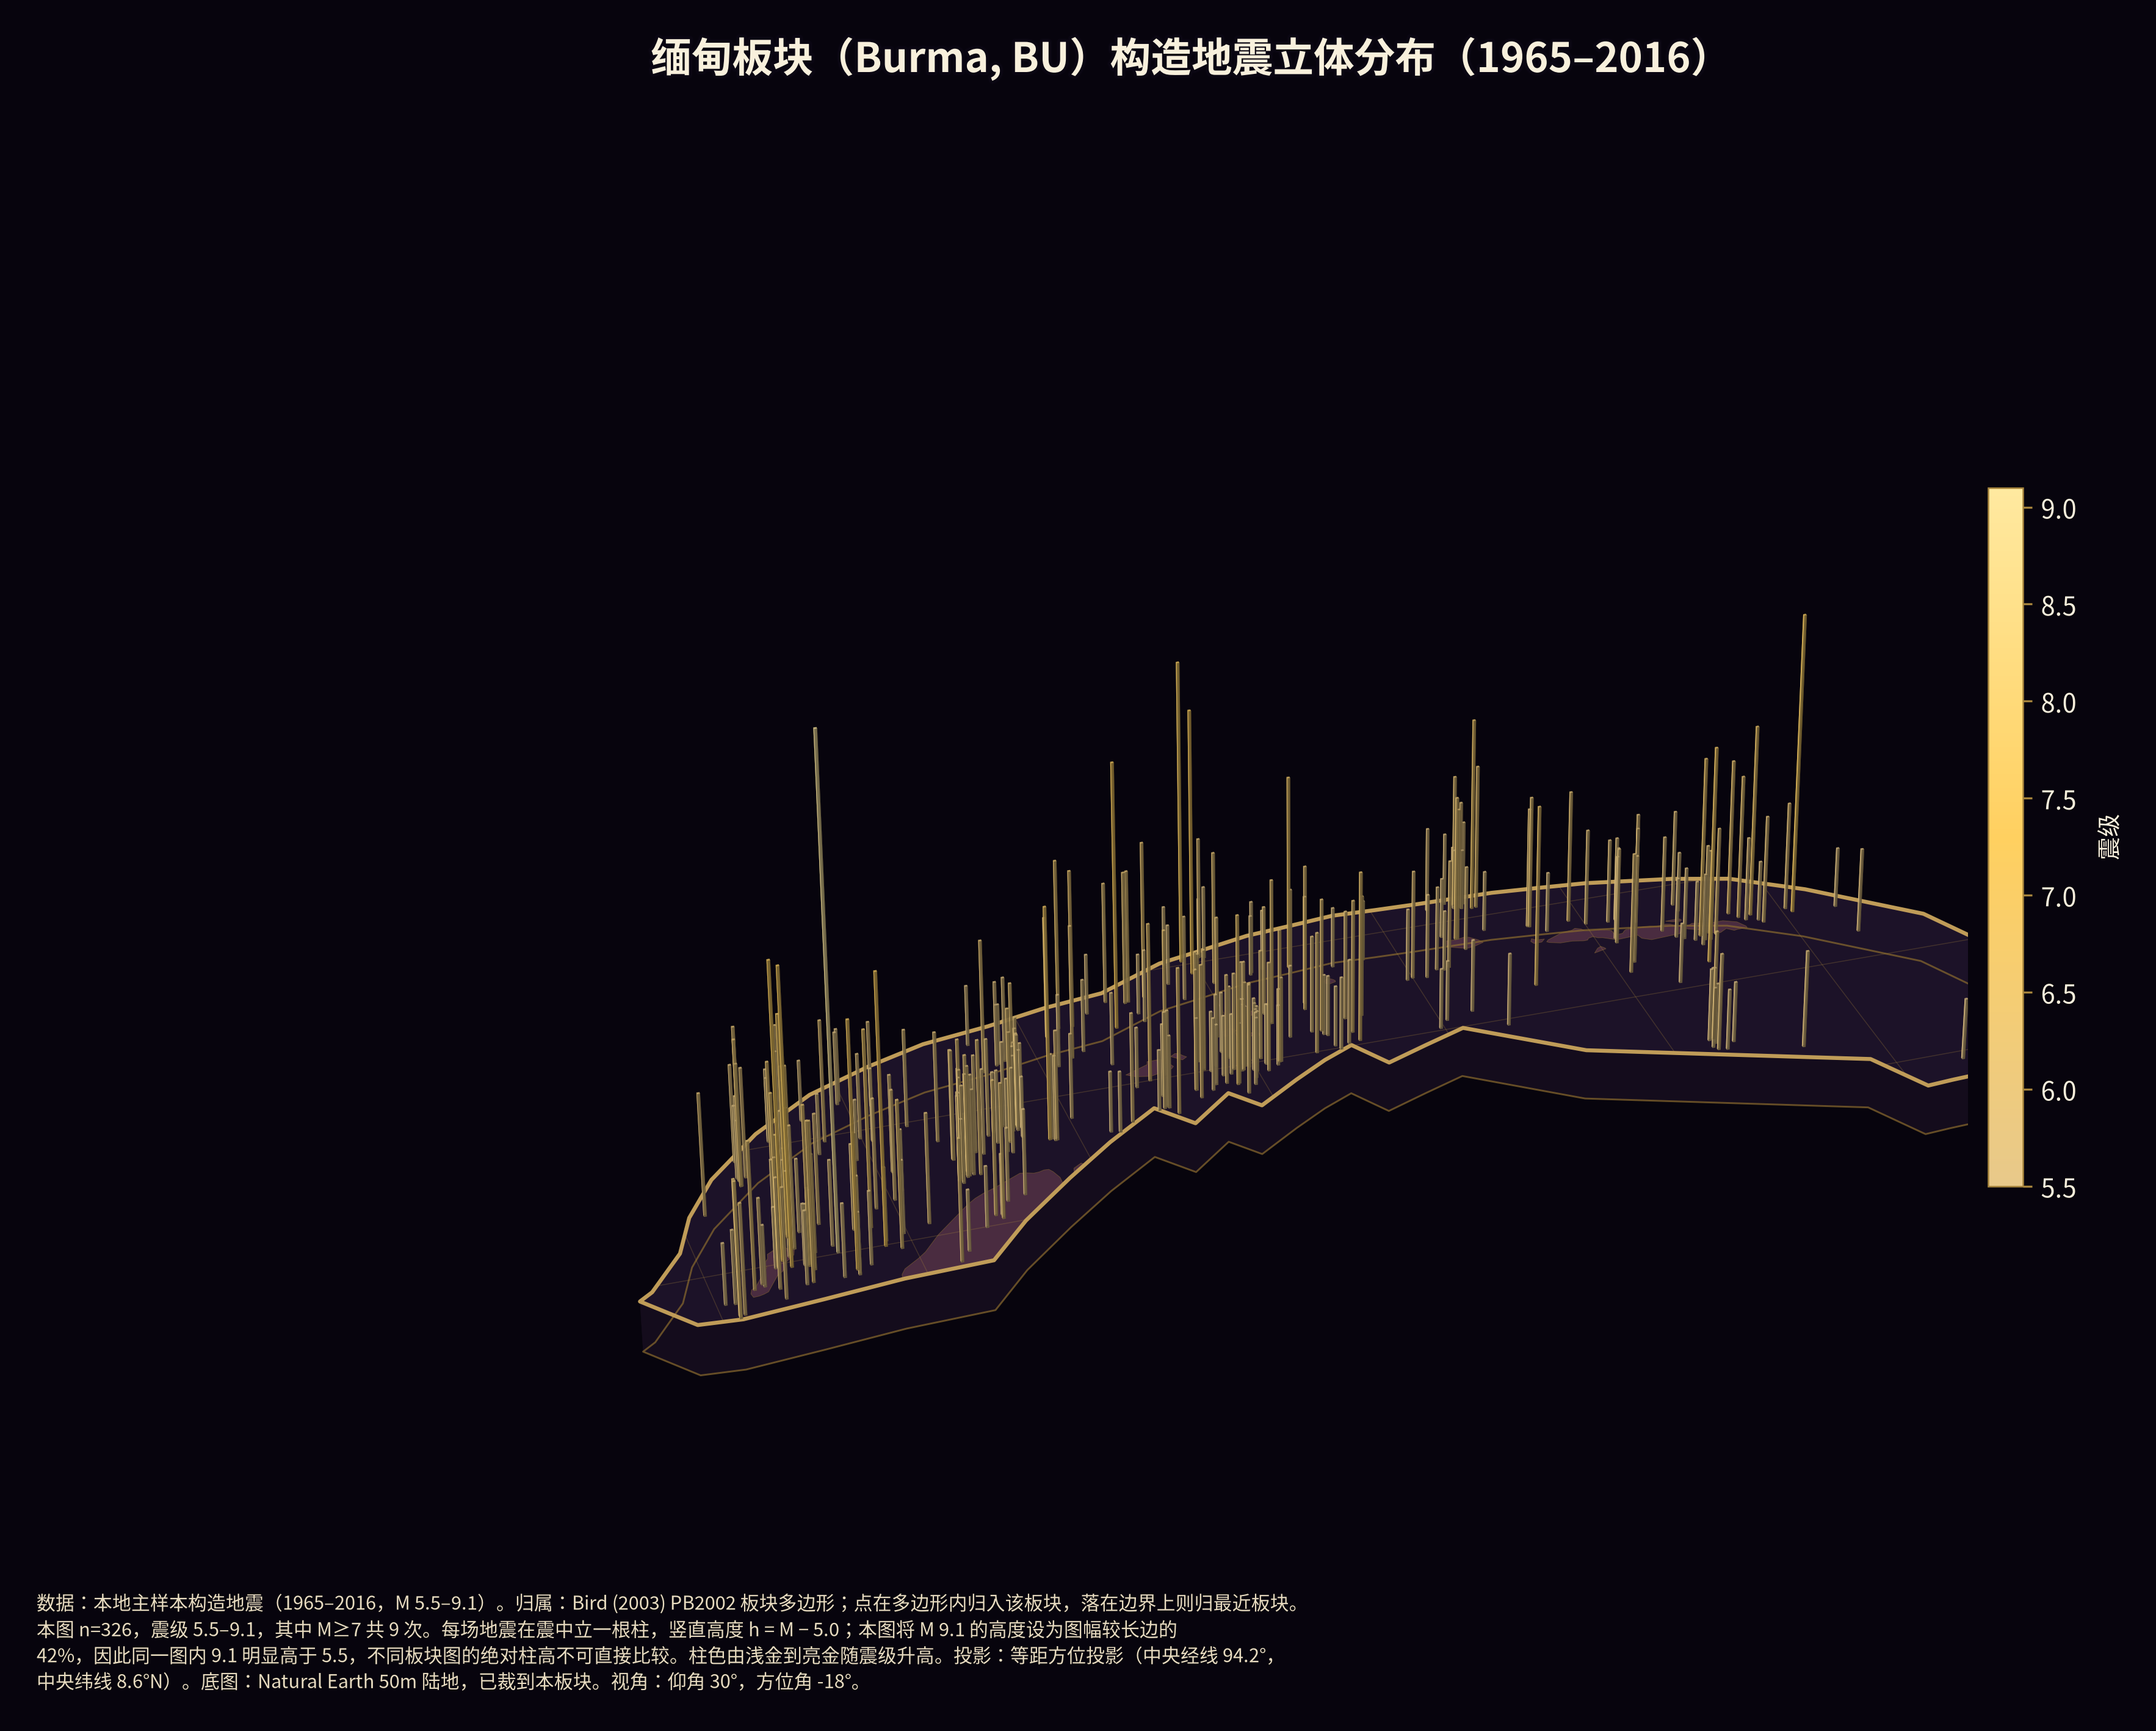 缅甸板块（Burma, BU）构造地震立体分布（1965–2016）
9.0
8.5
8.0
7.5
7.0
6.5
6.0
5.5
震级
数据：本地主样本构造地震（1965–2016，M 5.5–9.1）。归属：Bird (2003) PB2002 板块多边形；点在多边形内归入该板块，落在边界上则归最近板块。
本图 n=326，震级 5.5–9.1，其中 M≥7 共 9 次。每场地震在震中立一根柱，竖直高度 h = M − 5.0；本图将 M 9.1 的高度设为图幅较长边的
42%，因此同一图内 9.1 明显高于 5.5，不同板块图的绝对柱高不可直接比较。柱色由浅金到亮金随震级升高。投影：等距方位投影（中央经线 94.2°，
中央纬线 8.6°N）。底图：Natural Earth 50m 陆地，已裁到本板块。视角：仰角 30°，方位角 -18°。